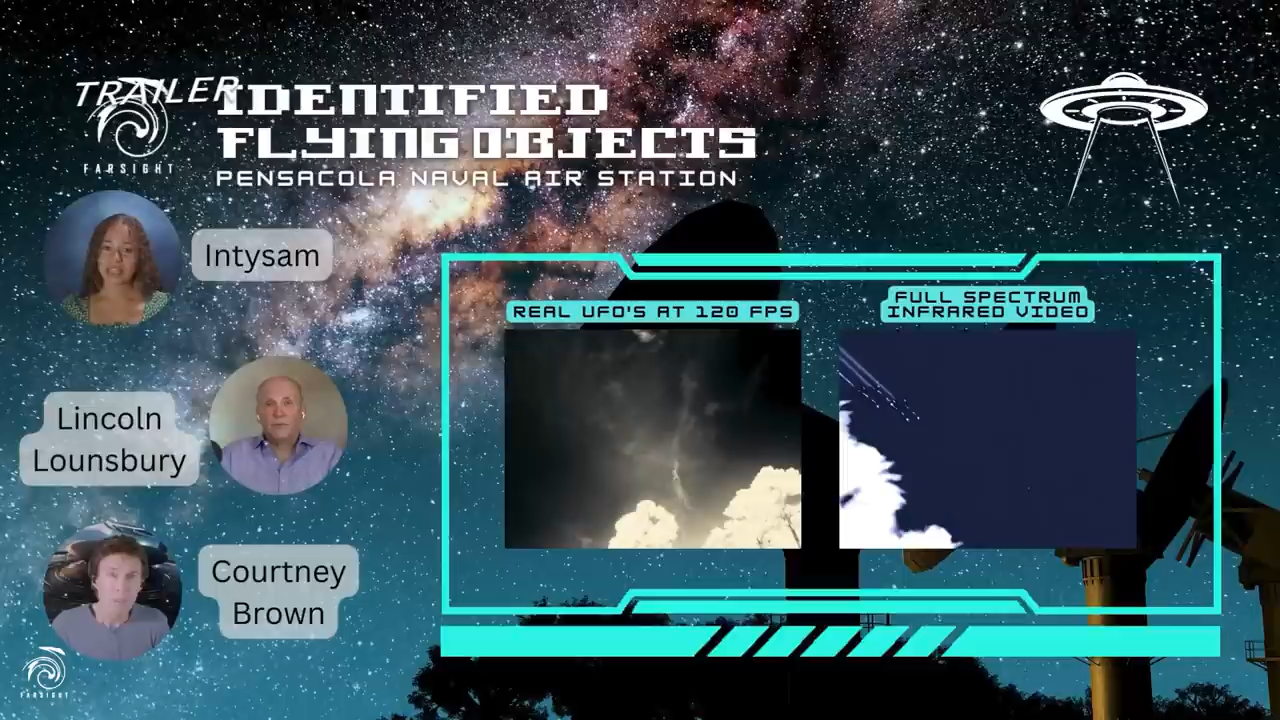 TRAILER
IDENTIFIED
FLYING OBJECTS
FARSIGHT
PENSACOLA NAVAL AIR STATION
Intysam
REAL UFO'S AT 120 FPS
FULL SPECTRUM
INFRARED VIDEO
Lincoln
Lounsbury
Courtney
Brown
FARSIGHT